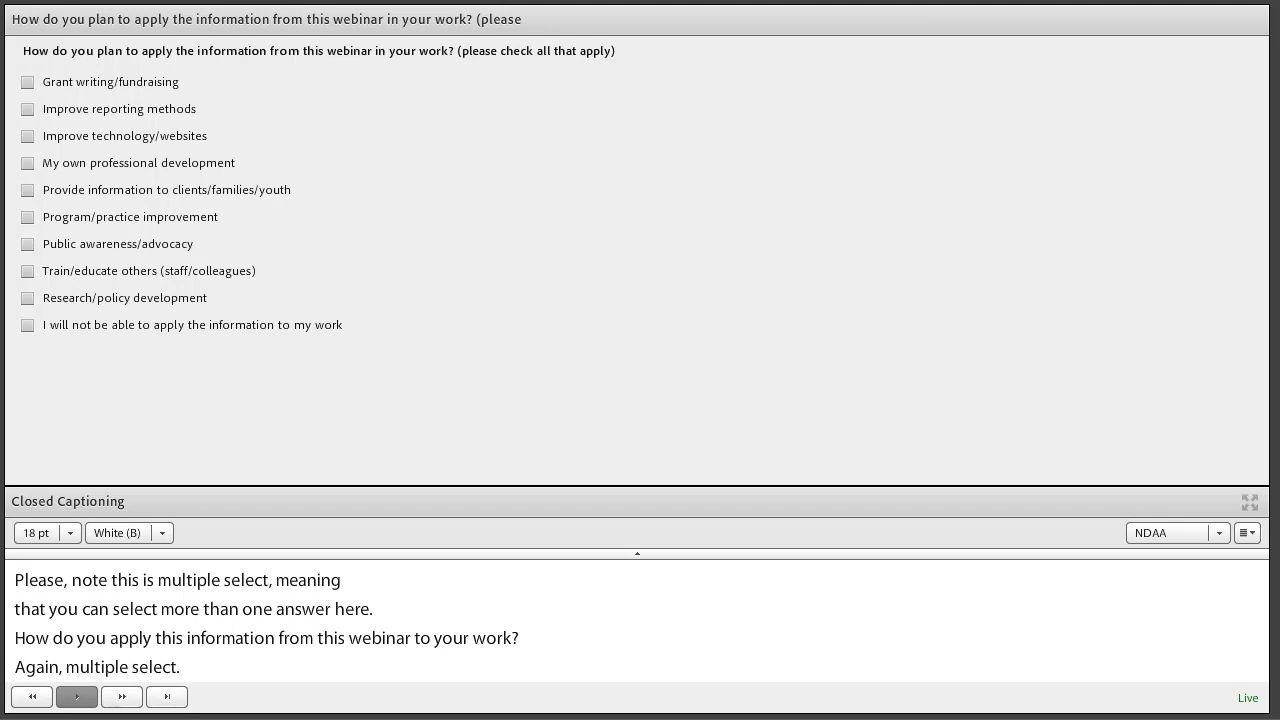 How do you plan to apply the information from this webinar in your work? (please
How do you plan to apply the information from this webinar in your work? (please check all that apply)
Grant writing/fundraising
Improve reporting methods
Improve technology/websites
My own professional development
Provide information to clients/families/youth
Program/practice improvement
Public awareness/advocacy
Train/educate others (staff/colleagues)
Research/policy development
I will not be able to apply the information to my work
Closed Captioning
18 pt White (B) NDAA
Please, note this is multiple select, meaning
that you can select more than one answer here.
How do you apply this information from this webinar to your work?
Again, multiple select.
Live